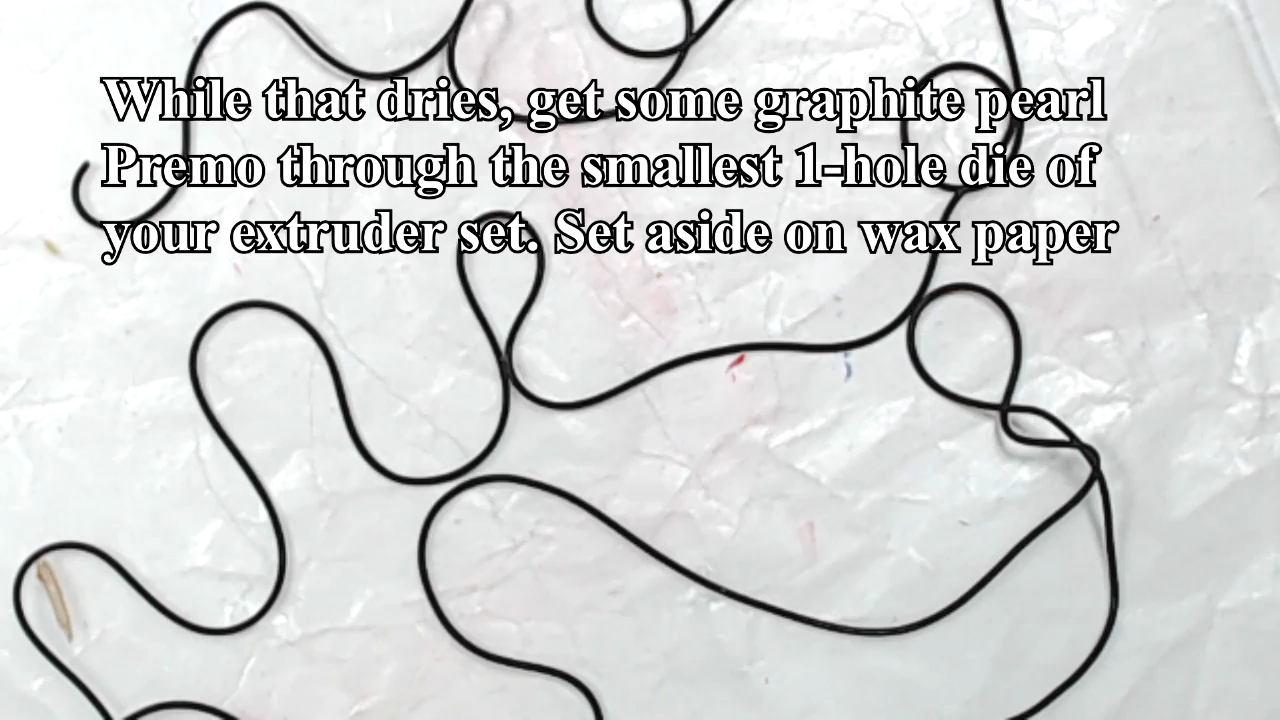 While that dries, get some graphite pearl
Premo through the smallest 1-hole die of
your extruder set. Set aside on wax paper